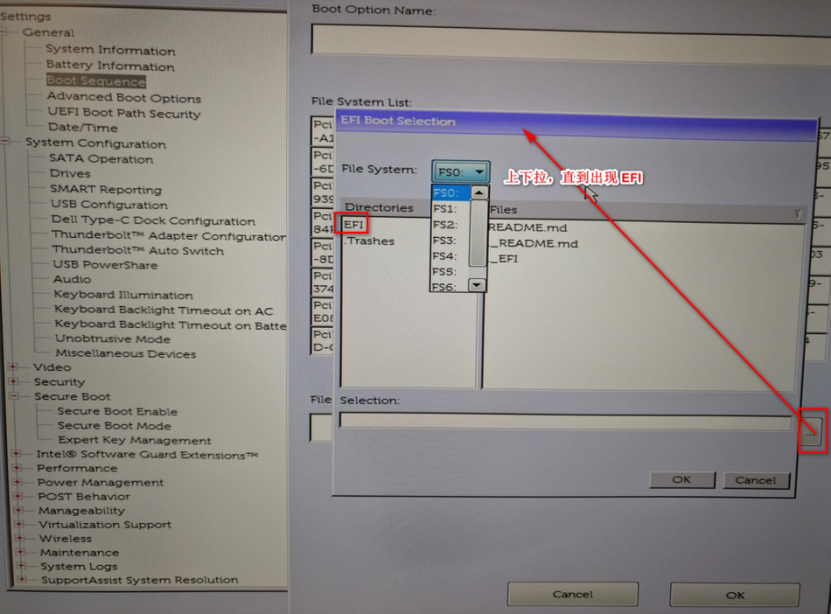 Settings
General
System Information
Battery Information
Boot Sequence
Advanced Boot Options
UEFI Boot Path Security
Date/Time
System Configuration
SATA Operation
Drives
SMART Reporting
USB Configuration
Dell Type-C Dock Configuration
Thunderbolt™ Adapter Configuration
Thunderbolt™ Auto Switch
USB PowerShare
Audio
Keyboard Illumination
Keyboard Backlight Timeout on AC
Keyboard Backlight Timeout on Batte
Unobtrusive Mode
Miscellaneous Devices
Video
Security
Secure Boot
Secure Boot Enable
Secure Boot Mode
Expert Key Management
Intel® Software Guard Extensions™
Performance
Power Management
POST Behavior
Manageability
Virtualization Support
Wireless
Maintenance
System Logs
SupportAssist System Resolution
Boot Option Name:
File System List:
Pci
-A1
Pci
-6D
Pci
939
Pci
84F
Pci
-8D
Pci
374
Pci
E08
Pci
D-C
File
EFI Boot Selection
File System:
FS0:
上下拉，直到出现 EFI
FS0:
FS1:
FS2:
FS3:
FS4:
FS5:
FS6:
Directories
EFI
.Trashes
Files
README.md
._README.md
._EFI
Selection:
...
OK
Cancel
Cancel
OK